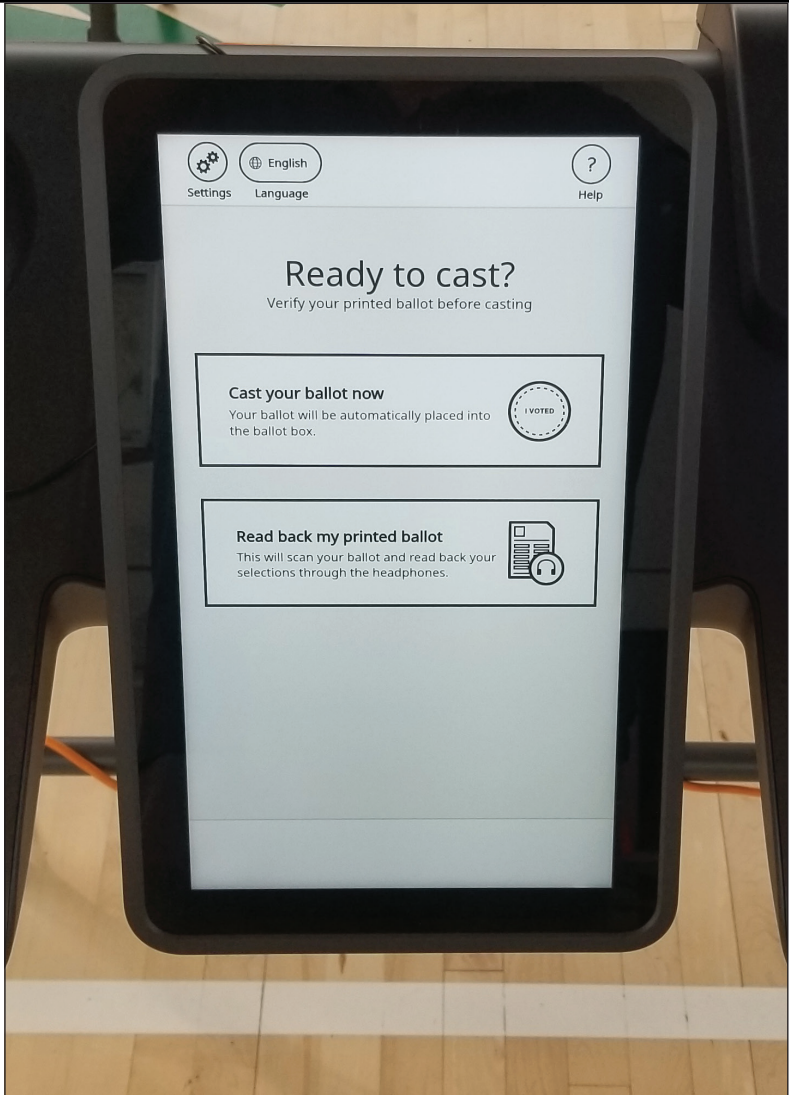 English
Settings
Language
?
Help
Ready to cast?
Verify your printed ballot before casting
Cast your ballot now
Your ballot will be automatically placed into
the ballot box.
I VOTED
Read back my printed ballot
This will scan your ballot and read back your
selections through the headphones.